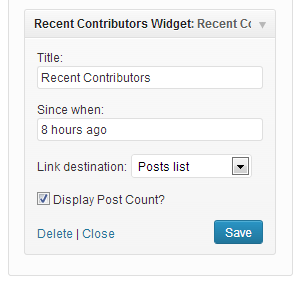 Recent Contributors Widget: Recent Co
Title:
Recent Contributors
Since when:
8 hours ago
Link destination: Posts list
Display Post Count?
Delete | Close Save